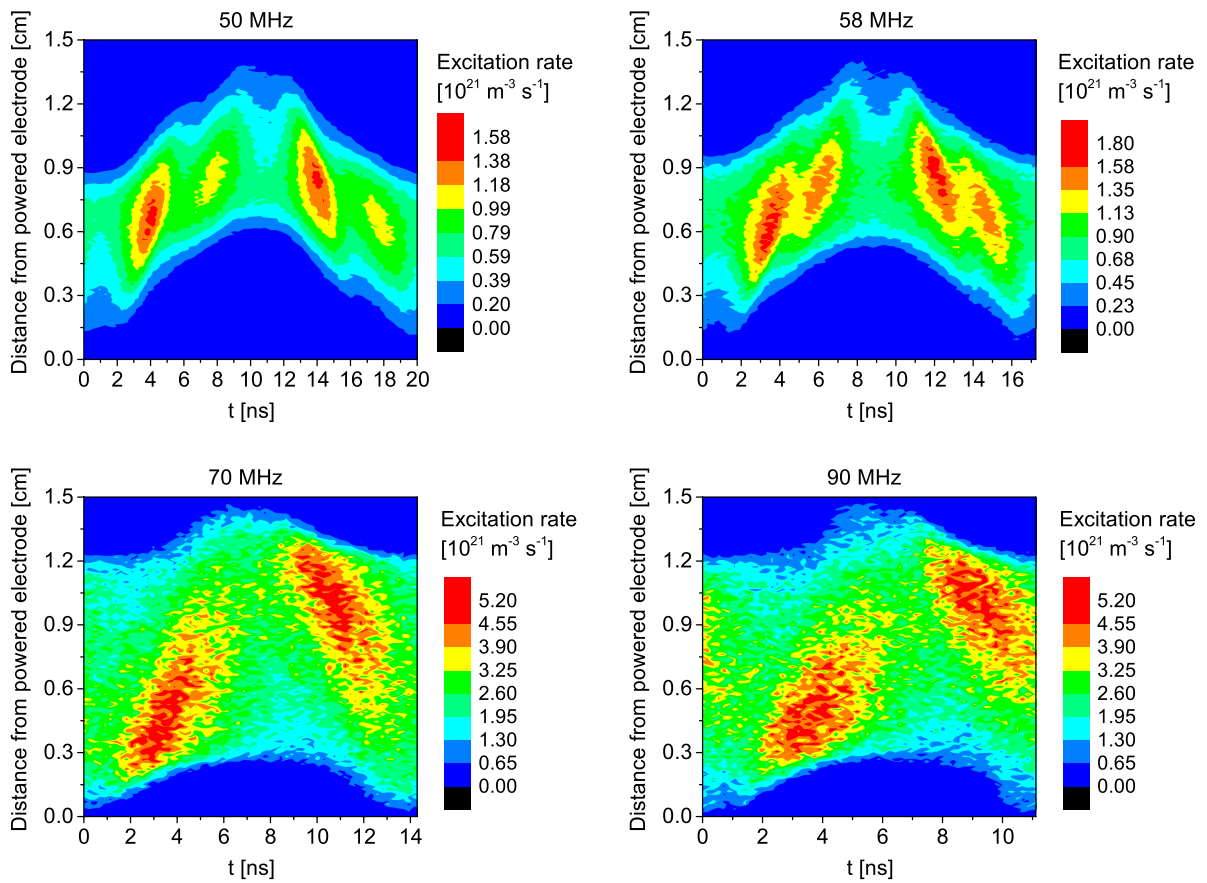 50 MHz
Distance from powered electrode [cm]
1.5
1.2
0.9
0.6
0.3
0.0
0 2 4 6 8 10 12 14 16 18 20
t [ns]
Excitation rate
[10²¹ m⁻³ s⁻¹]
1.58
1.38
1.18
0.99
0.79
0.59
0.39
0.20
0.00
58 MHz
Distance from powered electrode [cm]
1.5
1.2
0.9
0.6
0.3
0.0
0 2 4 6 8 10 12 14 16
t [ns]
Excitation rate
[10²¹ m⁻³ s⁻¹]
1.80
1.58
1.35
1.13
0.90
0.68
0.45
0.23
0.00
70 MHz
Distance from powered electrode [cm]
1.5
1.2
0.9
0.6
0.3
0.0
0 2 4 6 8 10 12 14
t [ns]
Excitation rate
[10²¹ m⁻³ s⁻¹]
5.20
4.55
3.90
3.25
2.60
1.95
1.30
0.65
0.00
90 MHz
Distance from powered electrode [cm]
1.5
1.2
0.9
0.6
0.3
0.0
0 2 4 6 8 10
t [ns]
Excitation rate
[10²¹ m⁻³ s⁻¹]
5.20
4.55
3.90
3.25
2.60
1.95
1.30
0.65
0.00